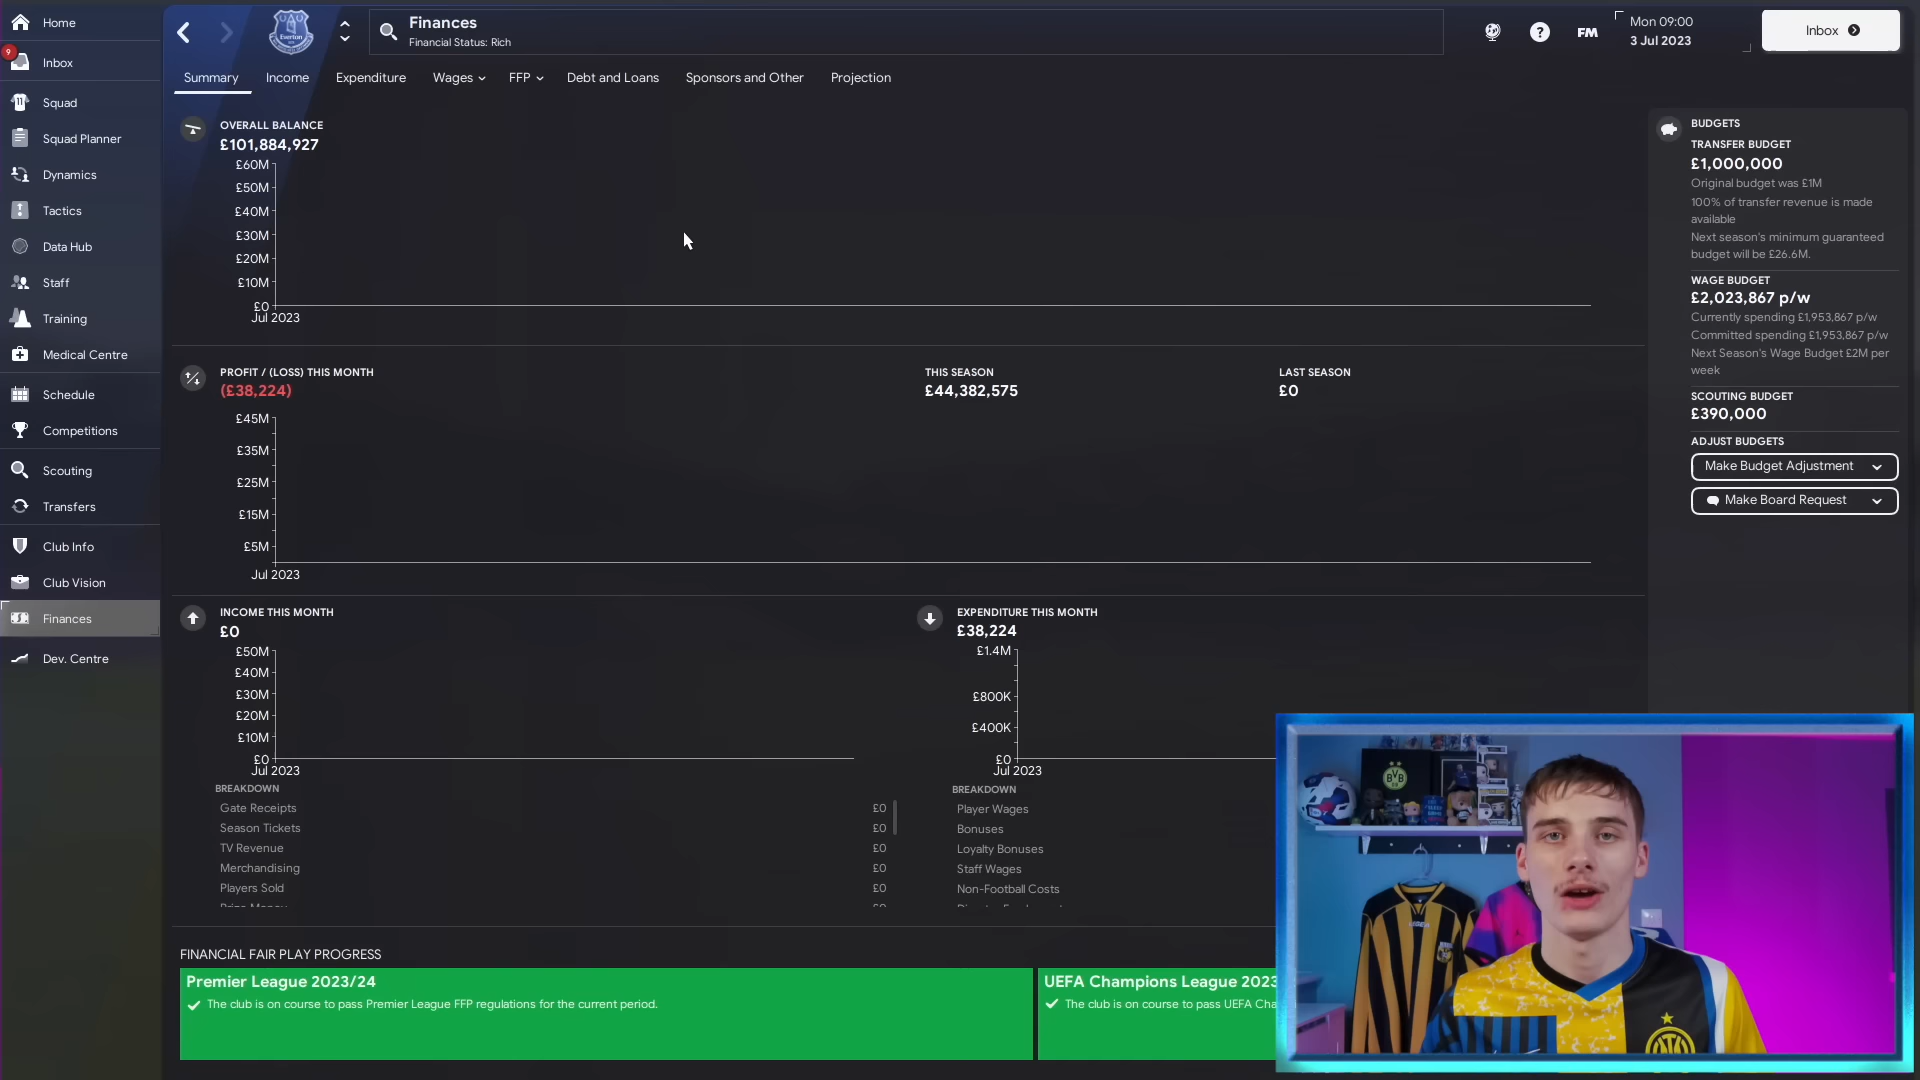 Home
9
Inbox
Squad
Squad Planner
Dynamics
Tactics
Data Hub
Staff
Training
Medical Centre
Schedule
Competitions
Scouting
Transfers
Club Info
Club Vision
Finances
Dev. Centre
Everton
Finances
Financial Status: Rich
?
FM
Mon 09:00
3 Jul 2023
Inbox
Summary
Income
Expenditure
Wages
FFP
Debt and Loans
Sponsors and Other
Projection
OVERALL BALANCE
£101,884,927
£60M
£50M
£40M
£30M
£20M
£10M
£0
Jul 2023
PROFIT / (LOSS) THIS MONTH
(£38,224)
THIS SEASON
£44,382,575
LAST SEASON
£0
£45M
£35M
£25M
£15M
£5M
Jul 2023
INCOME THIS MONTH
£0
£50M
£40M
£30M
£20M
£10M
£0
Jul 2023
BREAKDOWN
Gate Receipts £0
Season Tickets £0
TV Revenue £0
Merchandising £0
Players Sold £0
EXPENDITURE THIS MONTH
£38,224
£1.4M
£800K
£400K
£0
Jul 2023
BREAKDOWN
Player Wages
Bonuses
Loyalty Bonuses
Staff Wages
Non-Football Costs
FINANCIAL FAIR PLAY PROGRESS
Premier League 2023/24
The club is on course to pass Premier League FFP regulations for the current period.
UEFA Champions League 2023
The club is on course to pass UEFA Cha
BUDGETS
TRANSFER BUDGET
£1,000,000
Original budget was £1M
100% of transfer revenue is made
available
Next season's minimum guaranteed
budget will be £26.6M.
WAGE BUDGET
£2,023,867 p/w
Currently spending £1,953,867 p/w
Committed spending £1,953,867 p/w
Next Season's Wage Budget £2M per
week
SCOUTING BUDGET
£390,000
ADJUST BUDGETS
Make Budget Adjustment
Make Board Request
BVB